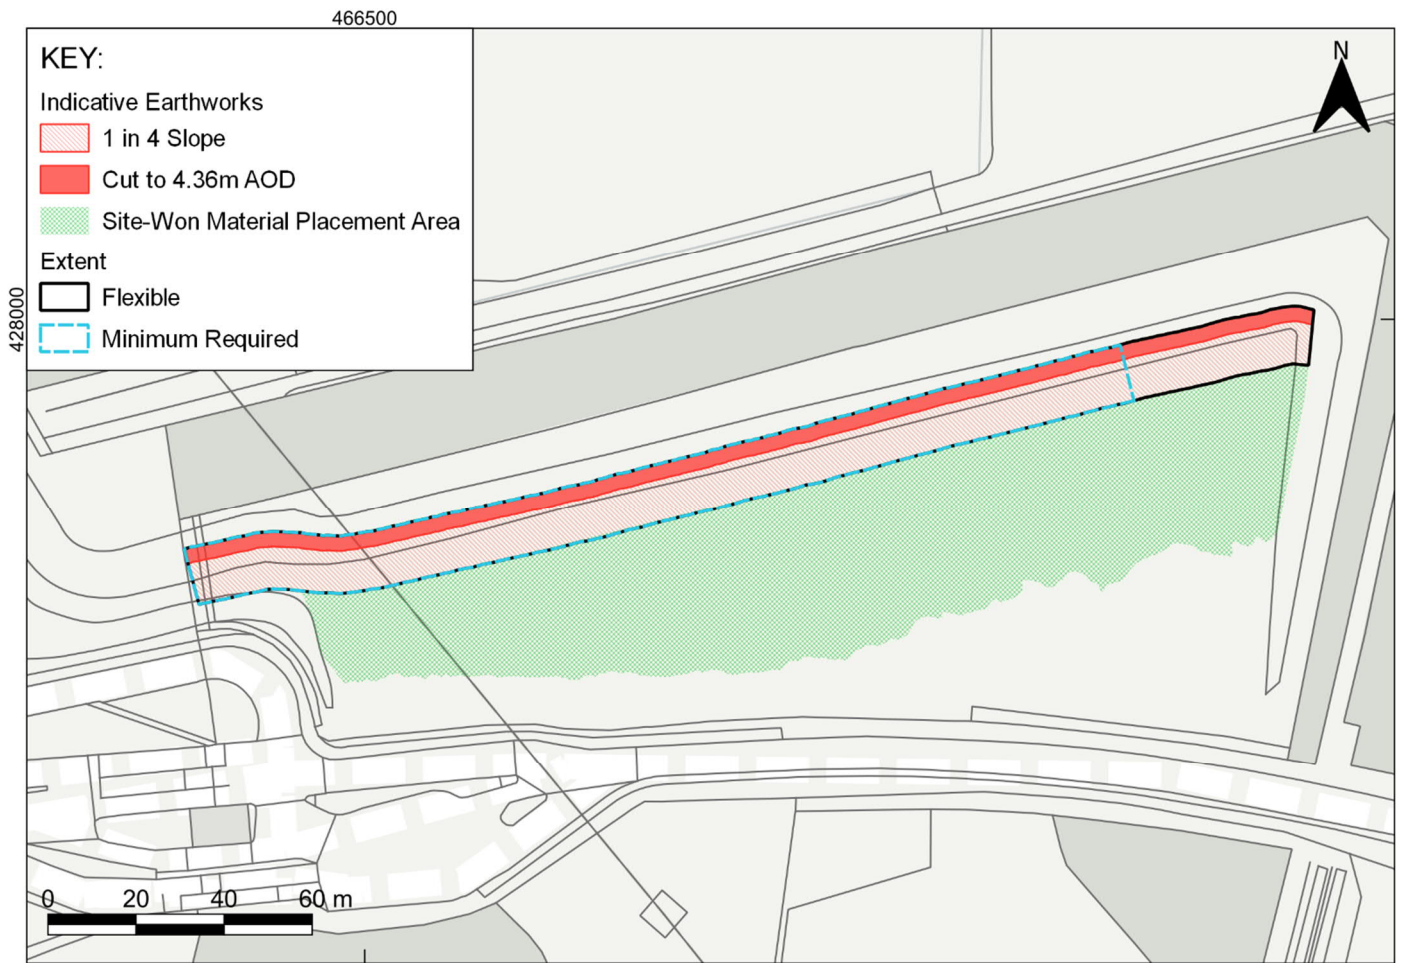 466500
KEY:
Indicative Earthworks
1 in 4 Slope
Cut to 4.36m AOD
Site-Won Material Placement Area
Extent
Flexible
Minimum Required
N
428000
0 20 40 60 m